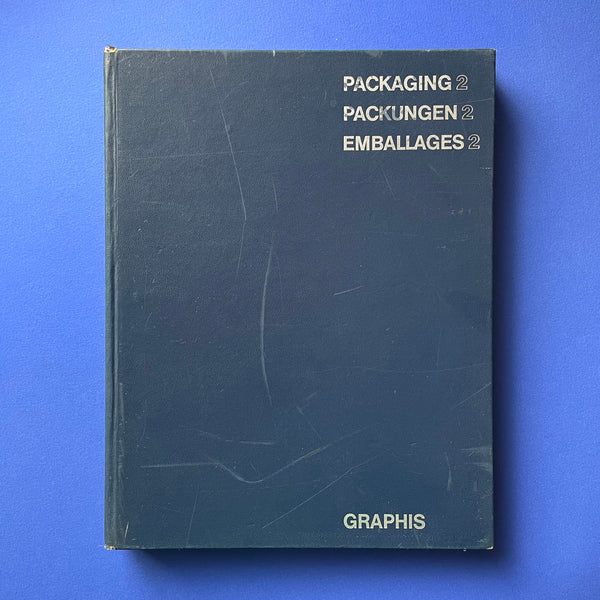 PACKAGING 2
PACKUNGEN 2
EMBALLAGES 2
GRAPHIS